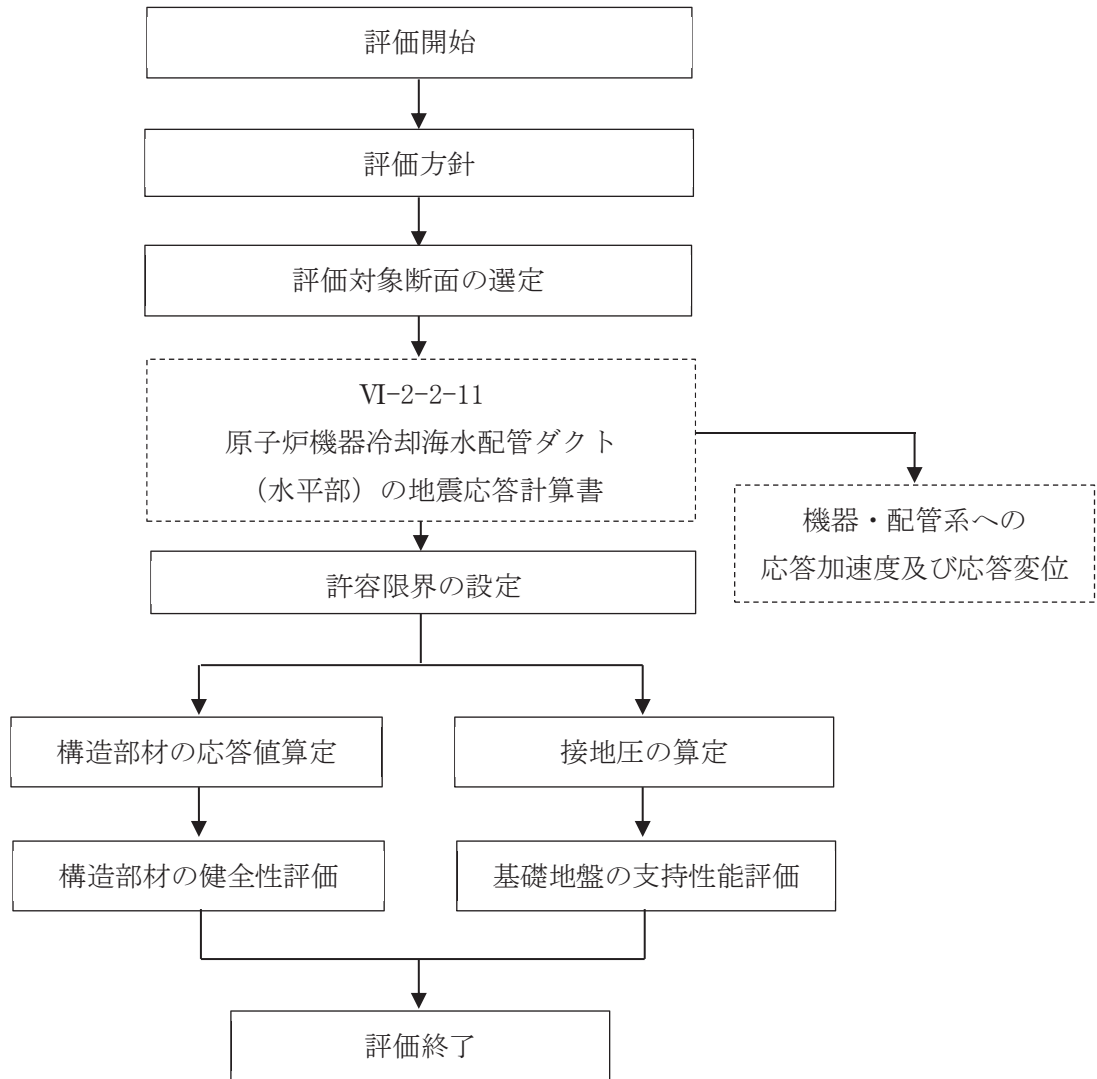 評価開始
評価方針
評価対象断面の選定
Ⅵ-2-2-11
原子炉機器冷却海水配管ダクト
（水平部）の地震応答計算書
機器・配管系への
応答加速度及び応答変位
許容限界の設定
構造部材の応答値算定
接地圧の算定
構造部材の健全性評価
基礎地盤の支持性能評価
評価終了